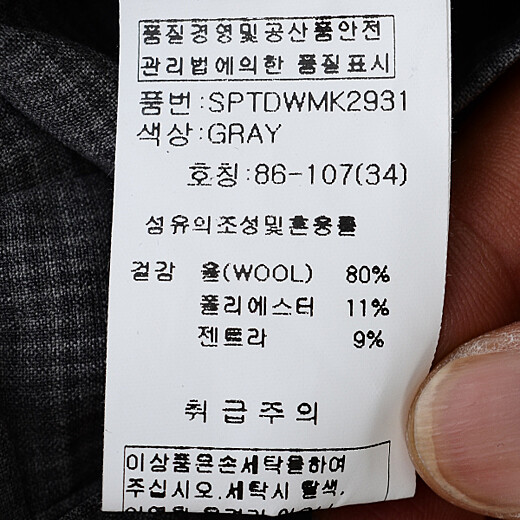 품질경영및공산품안전
관리법에의한 품질표시
품번:SPTDWMK2931
색상:GRAY
호칭:86-107(34)
섬유의조성및혼용률
겉감 울(WOOL) 80%
폴리에스터 11%
젠트라 9%
취급주의
이상품은손세탁을하여
주십시오.세탁시 탈색,